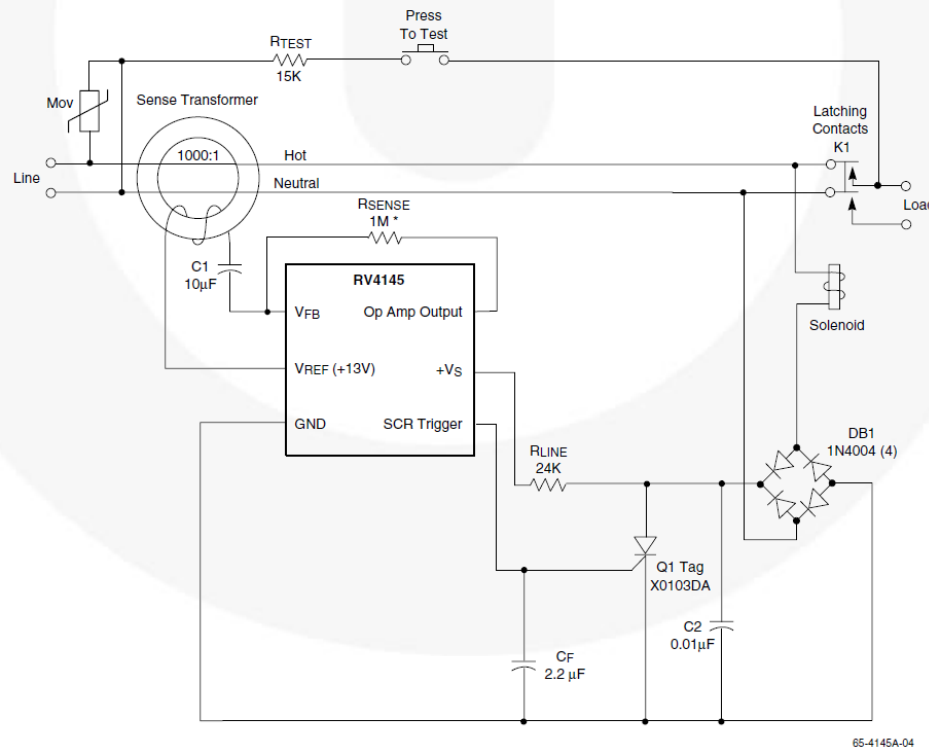 Press
To Test
RTEST
15K
Mov
Sense Transformer
Latching
Contacts
K1
1000:1
Hot
Line
Neutral
Load
RSENSE
1M *
C1
10µF
RV4145
VFB
Op Amp Output
Solenoid
VREF (+13V)
+VS
GND
SCR Trigger
DB1
1N4004 (4)
RLINE
24K
Q1 Tag
X0103DA
C2
0.01µF
CF
2.2 µF
65-4145A-04